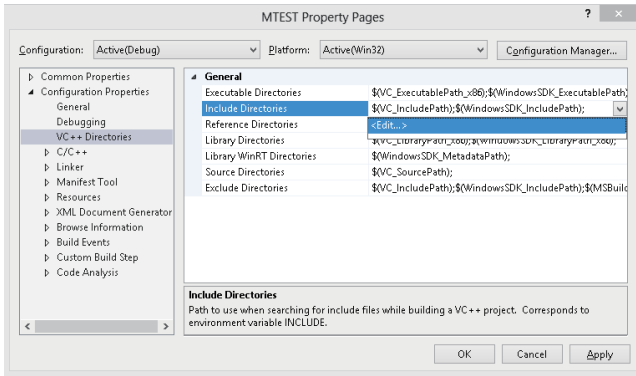 MTEST Property Pages
?
Configuration: Active(Debug) Platform: Active(Win32) Configuration Manager...
Common Properties
Configuration Properties
General
Debugging
VC++ Directories
C/C++
Linker
Manifest Tool
Resources
XML Document Generator
Browse Information
Build Events
Custom Build Step
Code Analysis
General
Executable Directories $(VC_ExecutablePath_x86);$(WindowsSDK_ExecutablePath)
Include Directories $(VC_IncludePath);$(WindowsSDK_IncludePath);
Reference Directories <Edit...>
Library Directories $(VC_LibraryPath_x86);$(WindowsSDK_LibraryPath_x86);
Library WinRT Directories $(WindowsSDK_MetadataPath);
Source Directories $(VC_SourcePath);
Exclude Directories $(VC_IncludePath);$(WindowsSDK_IncludePath);$(MSBuild
Include Directories
Path to use when searching for include files while building a VC++ project. Corresponds to
environment variable INCLUDE.
OK Cancel Apply